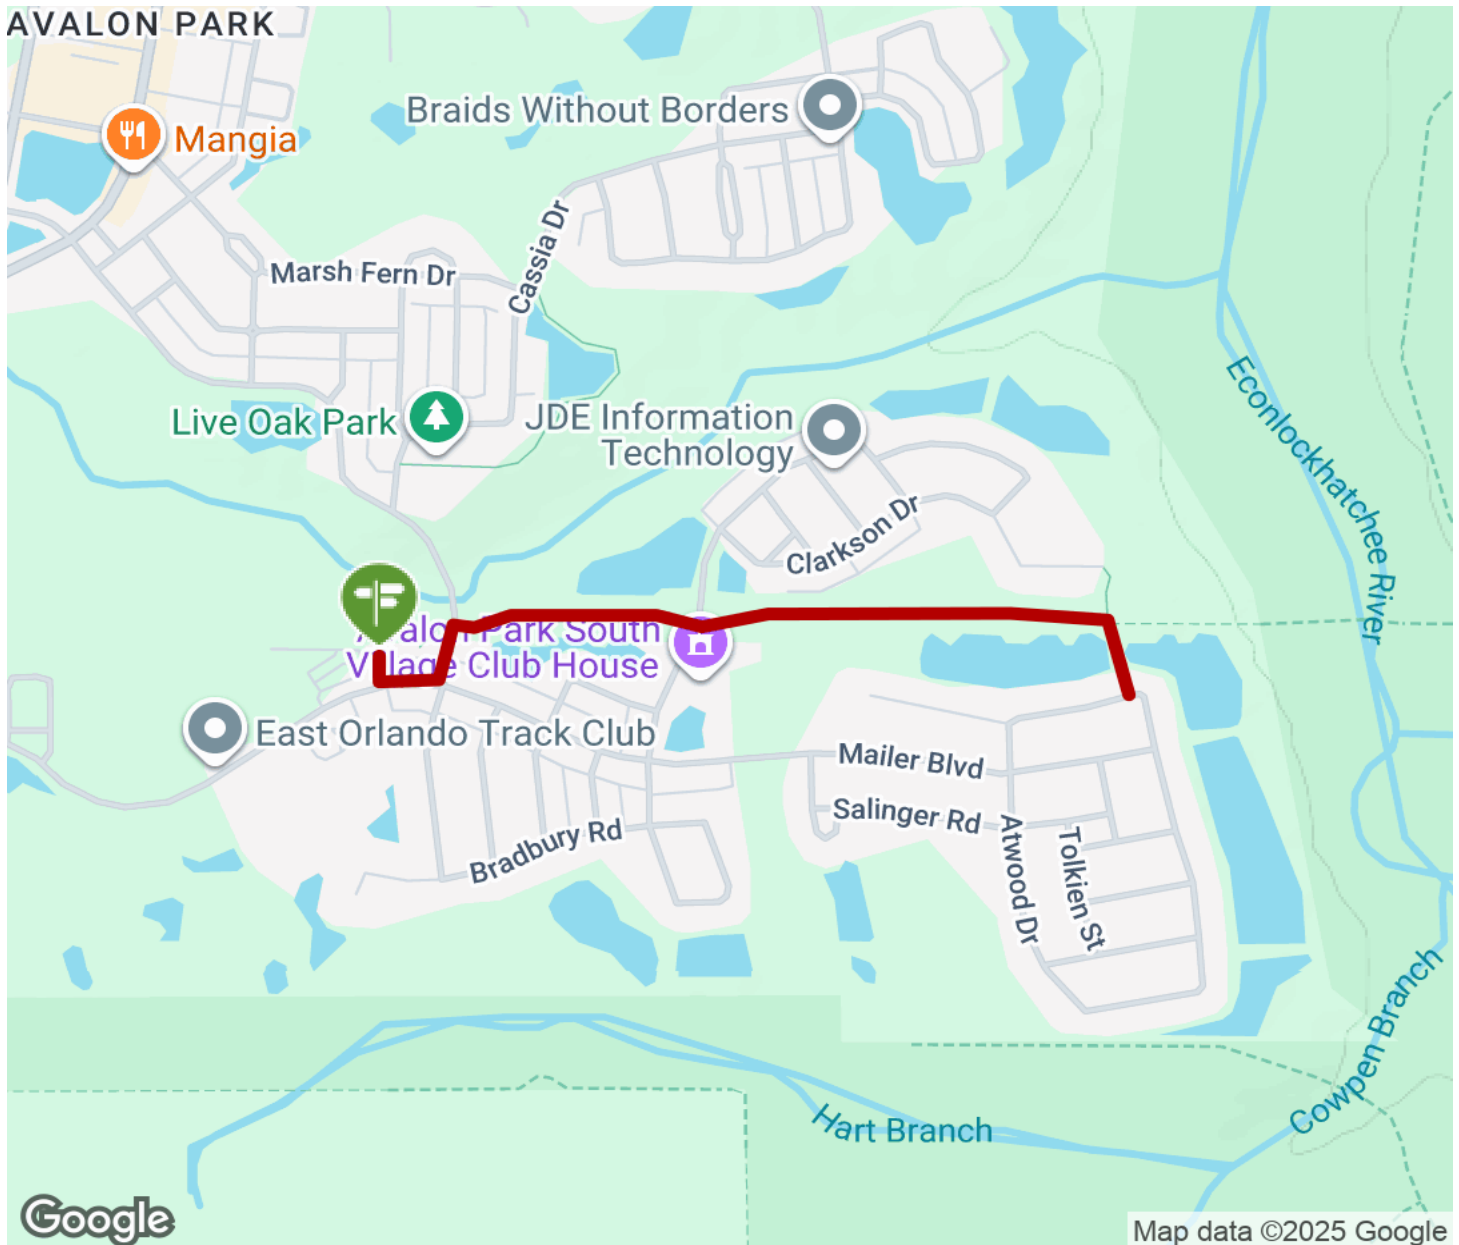 AVALON PARK
Braids Without Borders
Mangia
Cassia Dr
Marsh Fern Dr
Econlockhatchee River
Live Oak Park
JDE Information
Technology
Clarkson Dr
Avalon Park South
Village Club House
East Orlando Track Club
Mailer Blvd
Salinger Rd
Bradbury Rd
Atwood Dr
Tolkien St
Cowpen Branch
Hart Branch
Google
Map data ©2025 Google